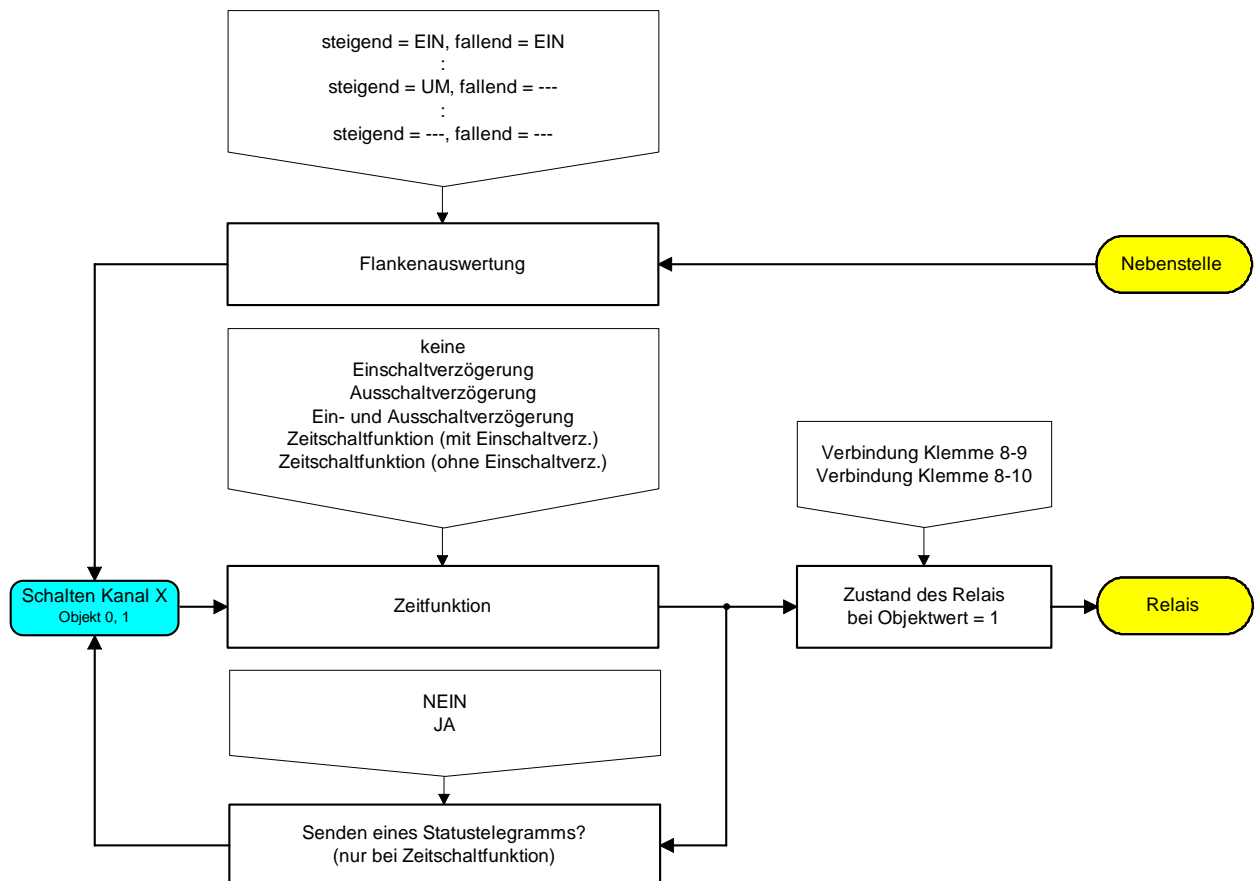 steigend = EIN, fallend = EIN
:
steigend = UM, fallend = ---
:
steigend = ---, fallend = ---
Flankenauswertung
Nebenstelle
keine
Einschaltverzögerung
Ausschaltverzögerung
Ein- und Ausschaltverzögerung
Zeitschaltfunktion (mit Einschaltverz.)
Zeitschaltfunktion (ohne Einschaltverz.)
Verbindung Klemme 8-9
Verbindung Klemme 8-10
Schalten Kanal X
Objekt 0, 1
Zeitfunktion
Zustand des Relais
bei Objektwert = 1
Relais
NEIN
JA
Senden eines Statustelegramms?
(nur bei Zeitschaltfunktion)